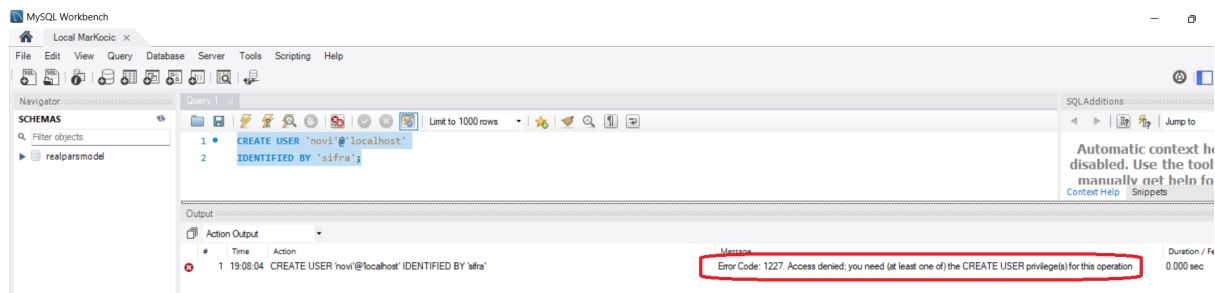 MySQL Workbench
Local MarKocic ×
File Edit View Query Database Server Tools Scripting Help
Navigator
Query 1 ×
SQLAdditions
SCHEMAS
Limit to 1000 rows
Jump to
Filter objects
1 CREATE USER 'novi'@'localhost'
realparsmodel
2 IDENTIFIED BY 'sifra';
Automatic context he
disabled. Use the tool
manually get help fo
Context Help Snippets
Output
Action Output
# Time Action Message Duration / Fe
1 19:08:04 CREATE USER 'novi'@'localhost' IDENTIFIED BY 'sifra' Error Code: 1227. Access denied; you need (at least one of) the CREATE USER privilege(s) for this operation 0.000 sec